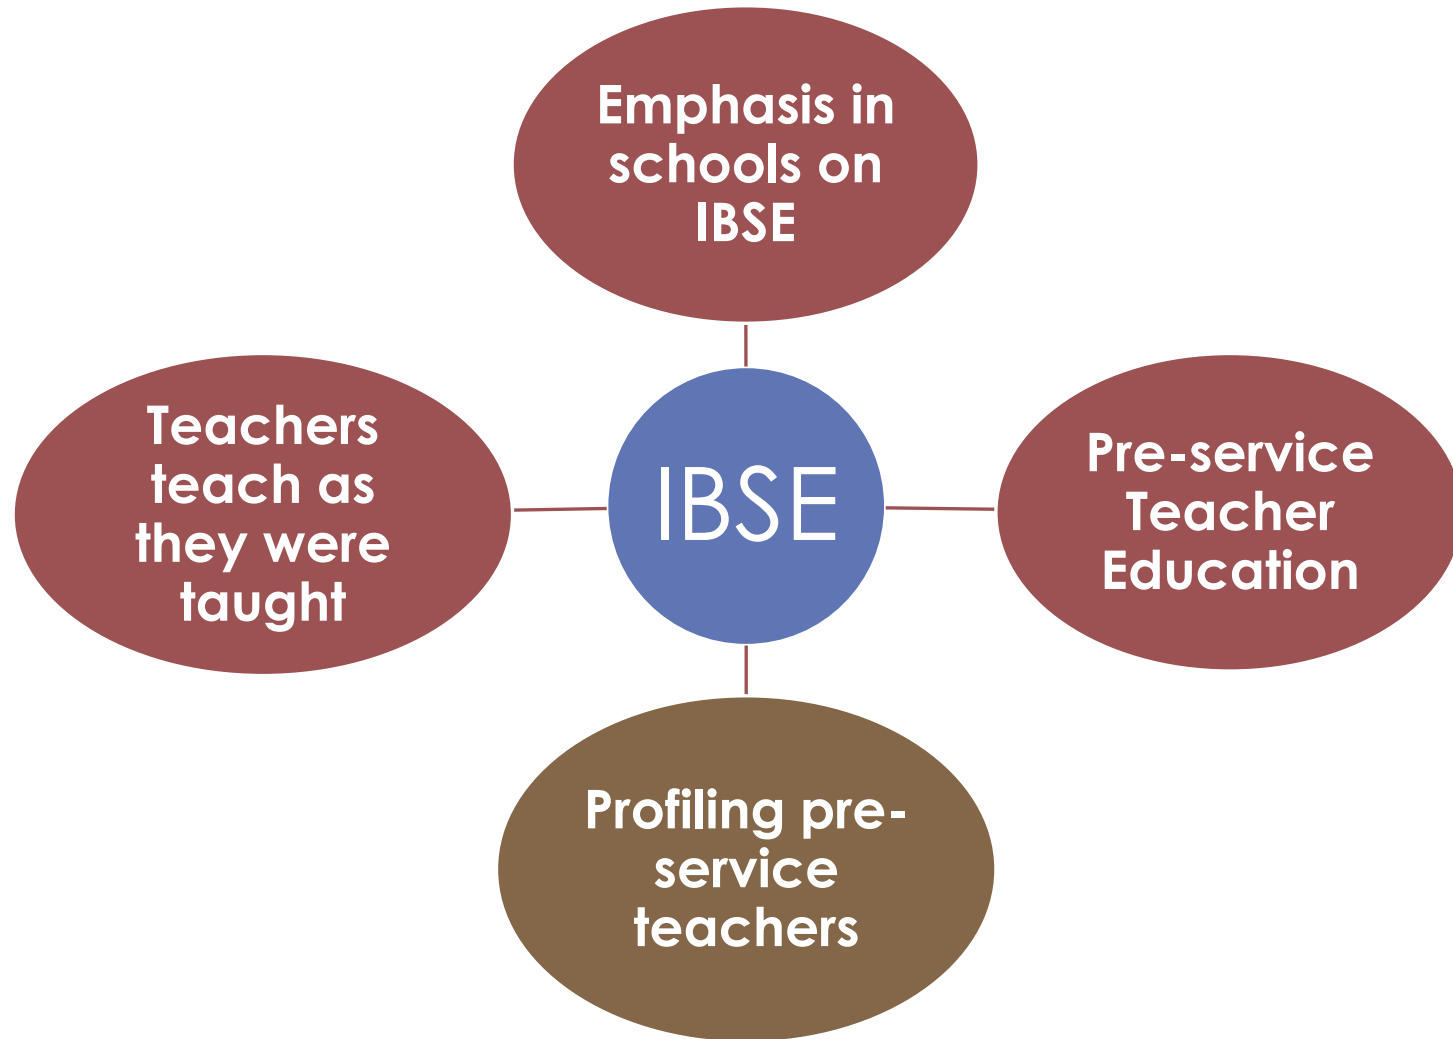 Emphasis in
schools on
IBSE
Teachers
teach as
they were
taught
IBSE
Pre-service
Teacher
Education
Profiling pre-
service
teachers